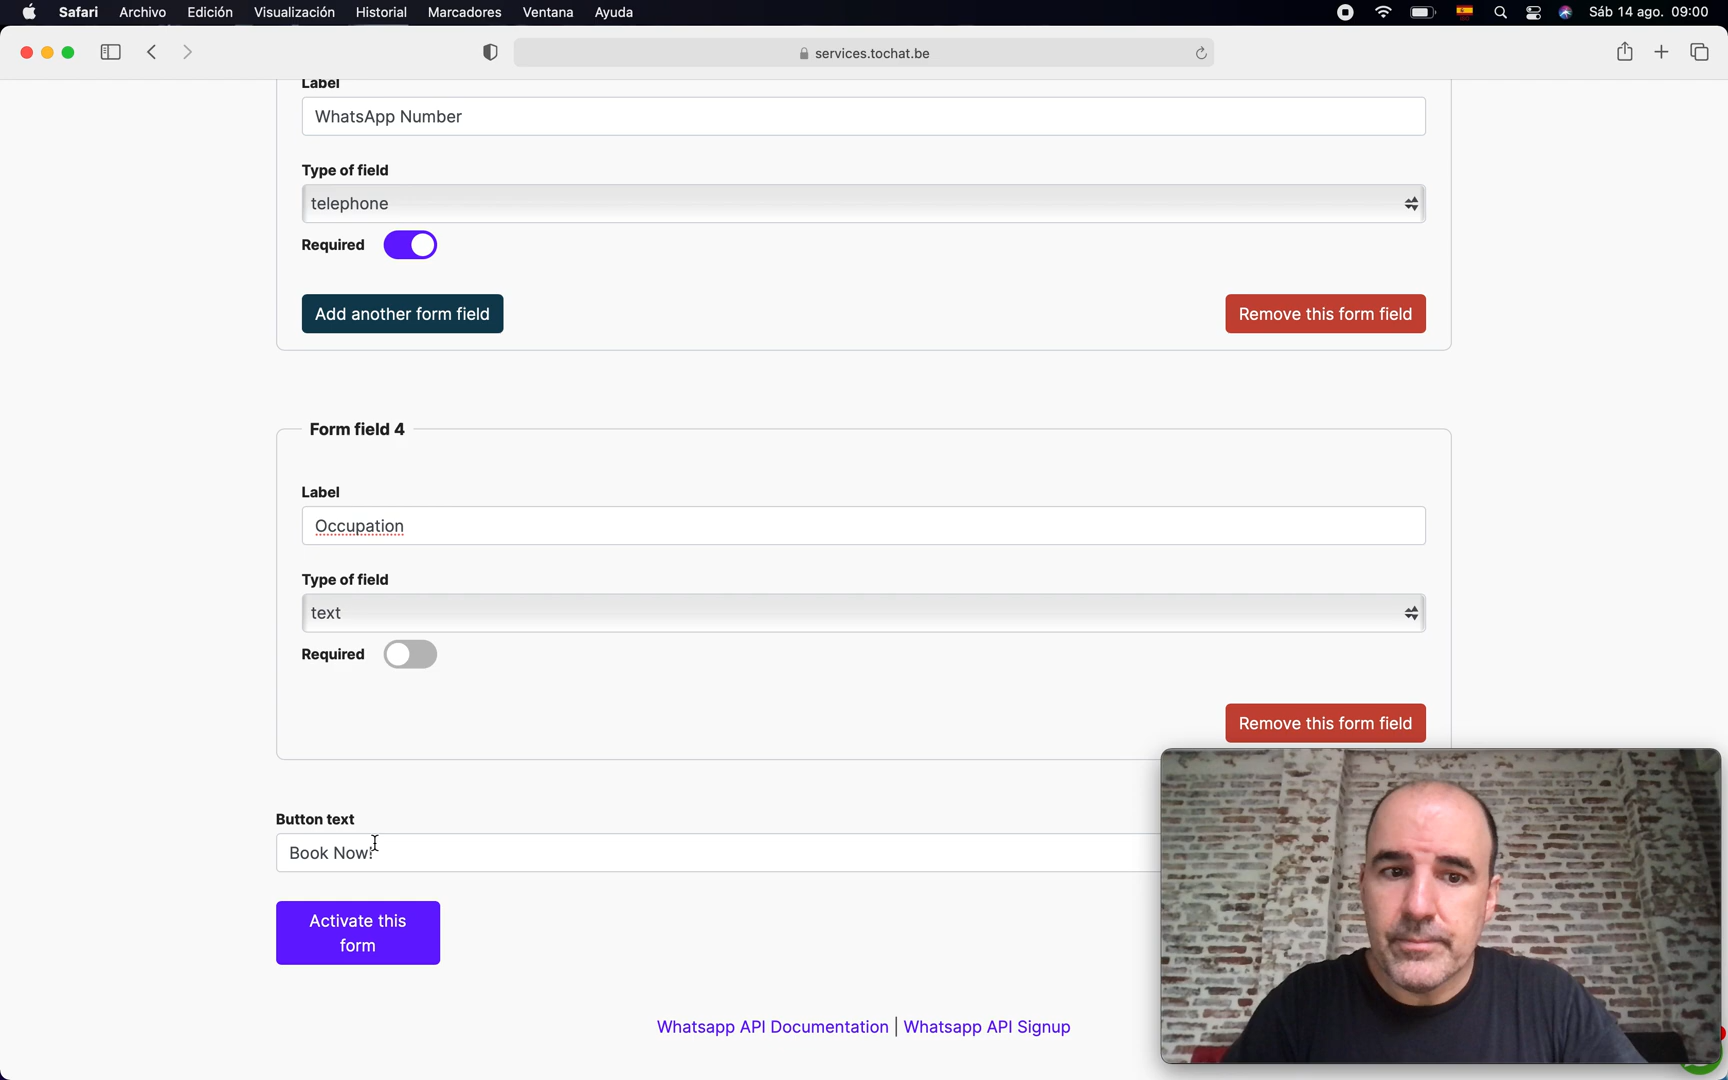 Safari Archivo Edición Visualización Historial Marcadores Ventana Ayuda Sáb 14 ago. 09:00
services.tochat.be
Label
WhatsApp Number
Type of field
telephone
Required
Add another form field Remove this form field
Form field 4
Label
Occupation
Type of field
text
Required
Remove this form field
Button text
Book Now!
Activate this
form
Whatsapp API Documentation | Whatsapp API Signup